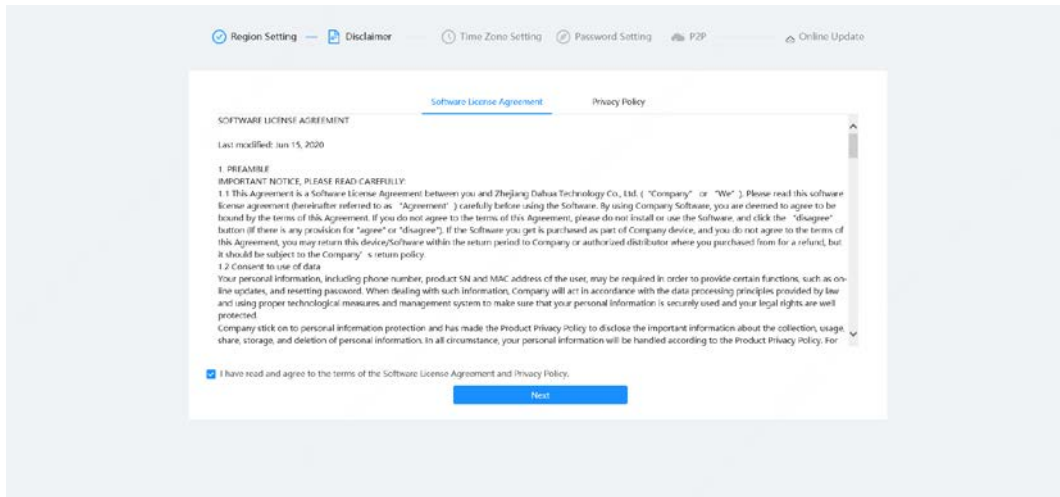 Region Setting
Disclaimer
Time Zone Setting
Password Setting
P2P
Online Update
Software License Agreement
Privacy Policy
SOFTWARE LICENSE AGREEMENT
Last modified: Jun 15, 2020
1. PREAMBLE
IMPORTANT NOTICE, PLEASE READ CAREFULLY:
1.1 This Agreement is a Software License Agreement between you and Zhejiang Dahua Technology Co., Ltd. ( "Company" or "We" ). Please read this software
license agreement (hereinafter referred to as "Agreement" ) carefully before using the Software. By using Company Software, you are deemed to agree to be
bound by the terms of this Agreement. If you do not agree to the terms of this Agreement, please do not install or use the Software, and click the "disagree"
button (if there is any provision for "agree" or "disagree"). If the Software you get is purchased as part of Company device, and you do not agree to the terms of
this Agreement, you may return this device/Software within the return period to Company or authorized distributor where you purchased from for a refund, but
it should be subject to the Company' s return policy.
1.2 Consent to use of data
Your personal information, including phone number, product SN and MAC address of the user, may be required in order to provide certain functions, such as on-
line updates, and resetting password. When dealing with such information, Company will act in accordance with the data processing principles provided by law
and using proper technological measures and management system to make sure that your personal information is securely used and your legal rights are well
protected.
Company stick on to personal information protection and has made the Product Privacy Policy to disclose the important information about the collection, usage,
share, storage, and deletion of personal information. In all circumstance, your personal information will be handled according to the Product Privacy Policy. For
I have read and agree to the terms of the Software License Agreement and Privacy Policy.
Next